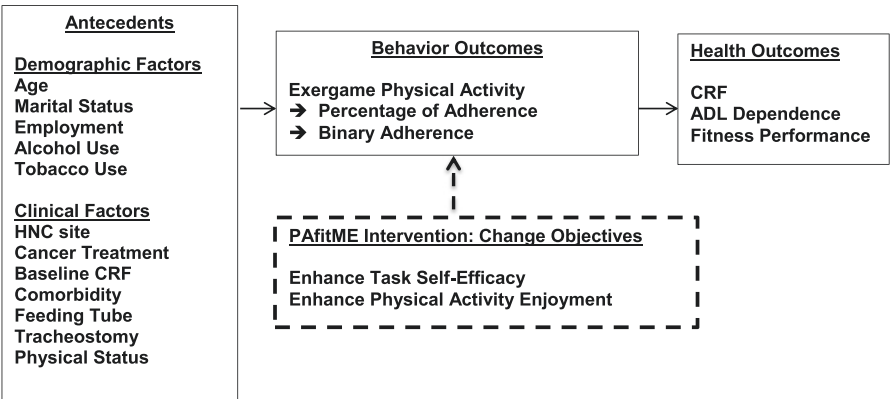 Antecedents
Demographic Factors
Age
Marital Status
Employment
Alcohol Use
Tobacco Use
Clinical Factors
HNC site
Cancer Treatment
Baseline CRF
Comorbidity
Feeding Tube
Tracheostomy
Physical Status
Behavior Outcomes
Exergame Physical Activity
➔ Percentage of Adherence
➔ Binary Adherence
PAfitME Intervention: Change Objectives
Enhance Task Self-Efficacy
Enhance Physical Activity Enjoyment
Health Outcomes
CRF
ADL Dependence
Fitness Performance